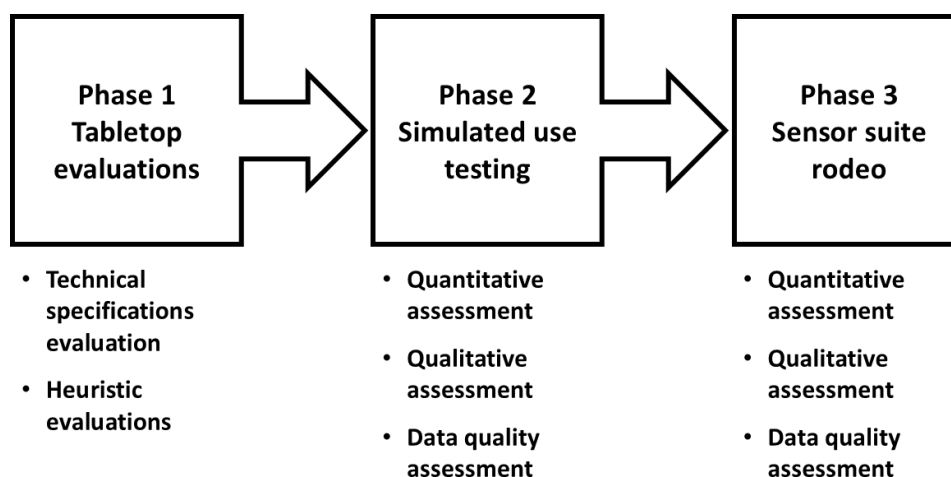 Phase 1
Tabletop
evaluations
Phase 2
Simulated use
testing
Phase 3
Sensor suite
rodeo
• Technical
specifications
evaluation
• Heuristic
evaluations
• Quantitative
assessment
• Qualitative
assessment
• Data quality
assessment
• Quantitative
assessment
• Qualitative
assessment
• Data quality
assessment